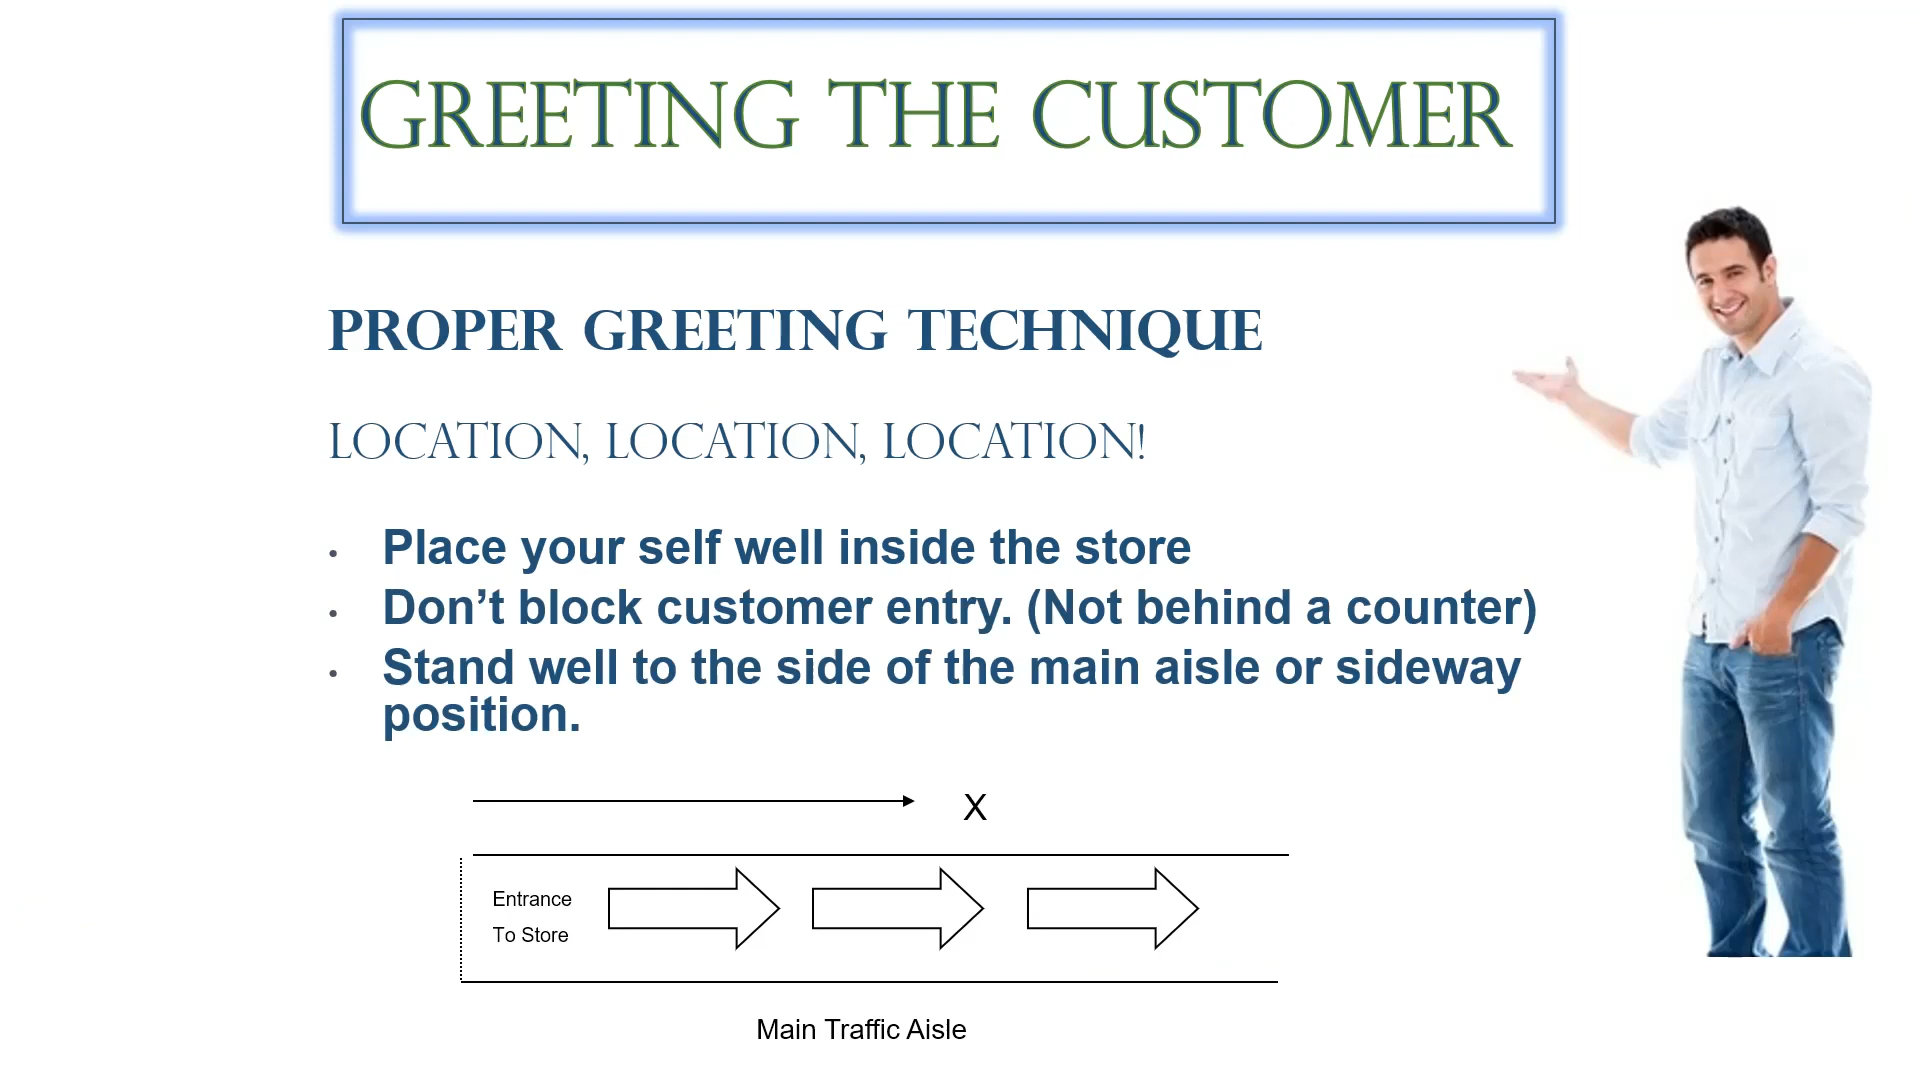 GREETING THE CUSTOMER
PROPER GREETING TECHNIQUE
LOCATION, LOCATION, LOCATION!
• Place your self well inside the store
• Don’t block customer entry. (Not behind a counter)
• Stand well to the side of the main aisle or sideway
position.
X
Entrance
To Store
Main Traffic Aisle